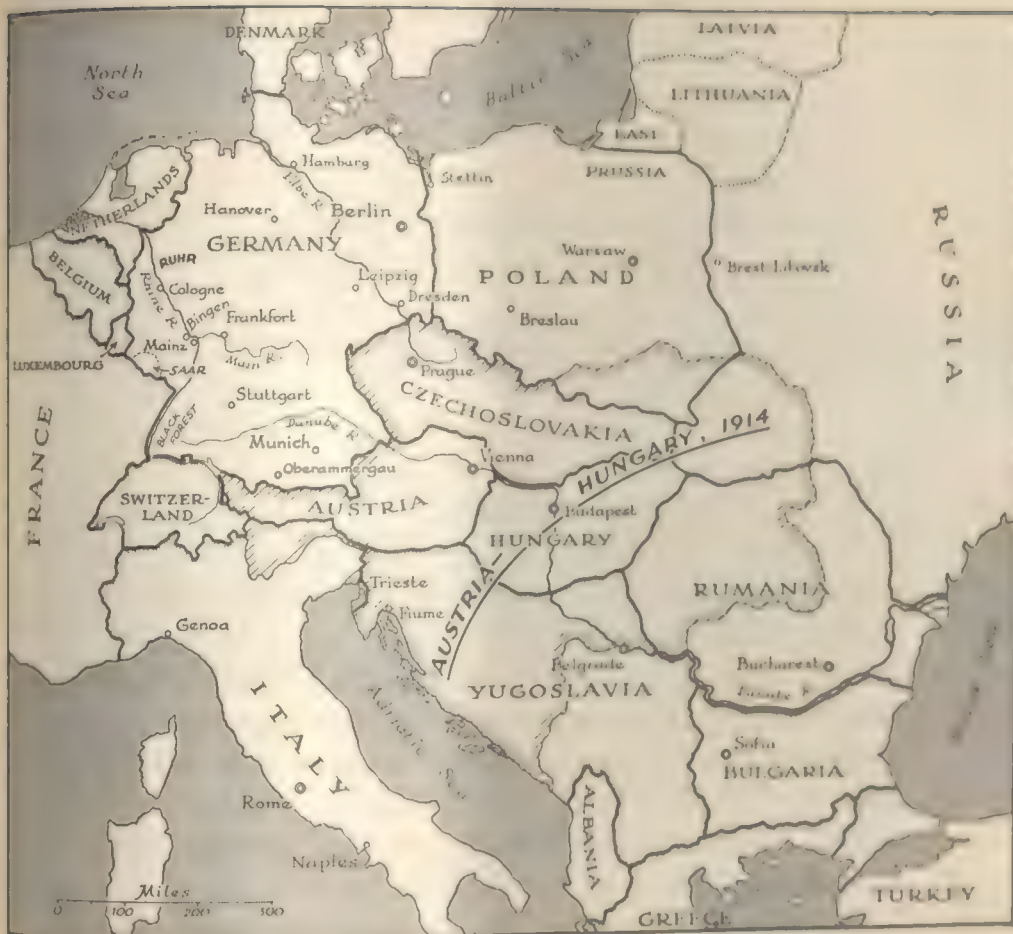 DENMARK
LATVIA
North
Sea
Baltic Sea
LITHUANIA
EAST
PRUSSIA
Hamburg
Elbe R.
Stettin
NETHERLANDS
Hanover
Berlin
GERMANY
RUSSIA
BELGIUM
RUHR
Rhine R.
Cologne
Leipzig
Warsaw
POLAND
Brest Litovsk
Bingen
Frankfort
Dresden
Breslau
Mainz
Main R.
LUXEMBOURG
SAAR
Prague
CZECHOSLOVAKIA
Stuttgart
BLACK
FOREST
Danube R.
Munich
Vienna
Oberammergau
AUSTRIA-HUNGARY, 1914
FRANCE
SWITZER-
LAND
AUSTRIA
Budapest
HUNGARY
Trieste
Fiume
RUMANIA
Genoa
Belgrade
Bucharest
YUGOSLAVIA
ITALY
Adriatic Sea
Sofia
BULGARIA
Rome
ALBANIA
Naples
Miles
0 100 200 300
GREECE
TURKEY